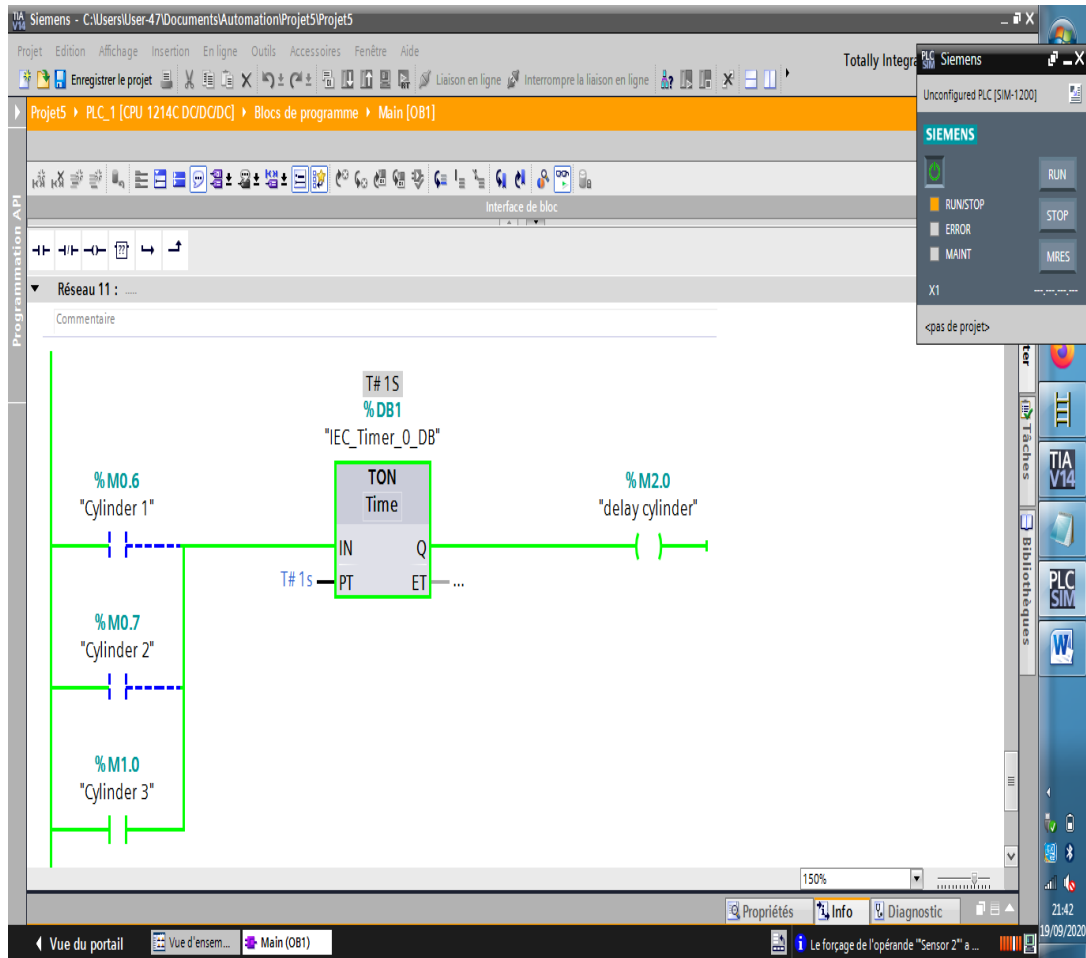 TIA V14 Siemens - C:\Users\User-47\Documents\Automation\Projet5\Projet5
Projet Edition Affichage Insertion En ligne Outils Accessoires Fenêtre Aide
Totally Integra
Enregistrer le projet
Liaison en ligne
Interrompre la liaison en ligne
Projet5 ▸ PLC_1 [CPU 1214C DC/DC/DC] ▸ Blocs de programme ▸ Main [OB1]
Interface de bloc
Programmation API
Réseau 11 : .....
Commentaire
T# 1S
%DB1
"IEC_Timer_0_DB"
TON
Time
IN Q
T# 1s PT ET ...
%M0.6
"Cylinder 1"
%M2.0
"delay cylinder"
%M0.7
"Cylinder 2"
%M1.0
"Cylinder 3"
150%
Propriétés
Info
Diagnostic
Vue du portail
Vue d'ensem...
Main (OB1)
Le forçage de l'opérande "'Sensor 2"' a ...
PLC SIM Siemens
Unconfigured PLC [SIM-1200]
SIEMENS
RUN/STOP
ERROR
MAINT
RUN
STOP
MRES
X1
---.---.---.---
<pas de projet>
Tâches
Bibliothèques
TIA V14
PLC SIM
W
21:42
19/09/2020